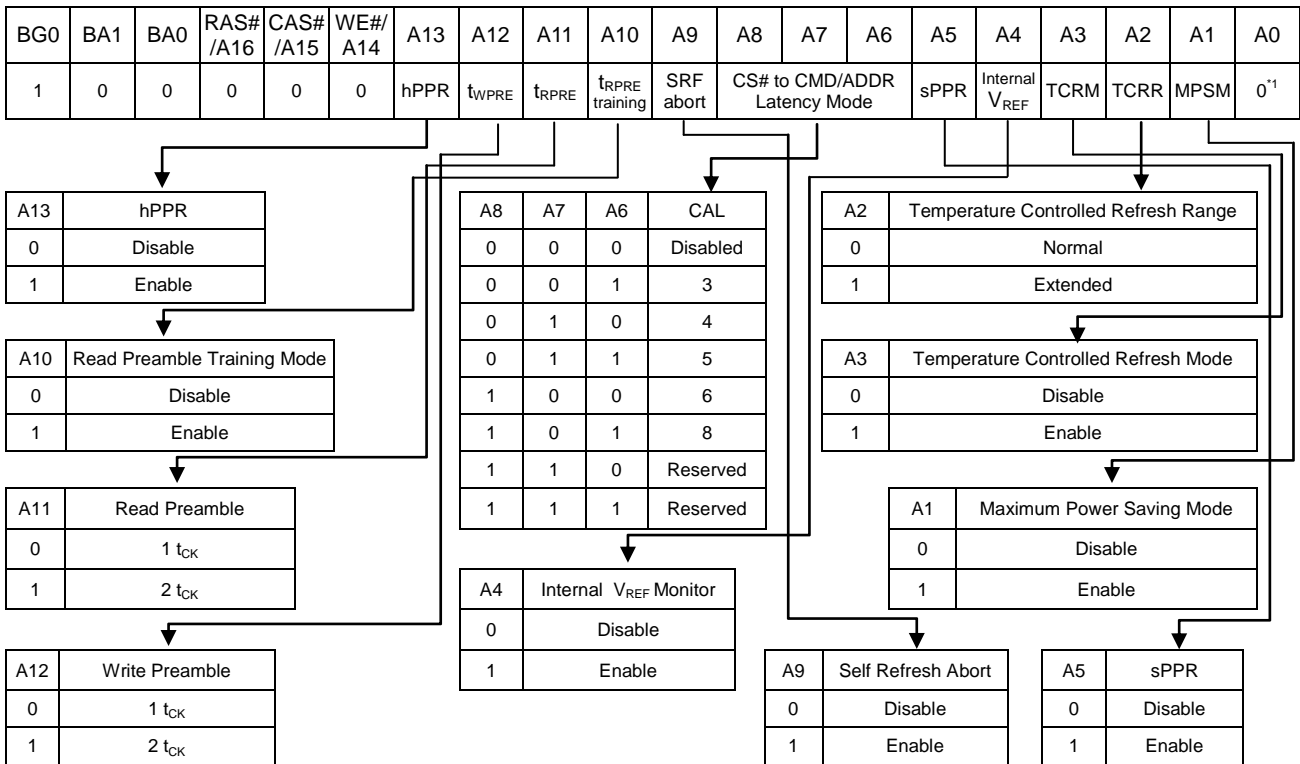 BG0 BA1 BA0 RAS# /A16 CAS# /A15 WE#/ A14 A13 A12 A11 A10 A9 A8 A7 A6 A5 A4 A3 A2 A1 A0
1 0 0 0 0 0 hPPR tWPRE tRPRE tRPRE training SRF abort CS# to CMD/ADDR Latency Mode sPPR Internal VREF TCRM TCRR MPSM 0*1
A13 hPPR
0 Disable
1 Enable
A10 Read Preamble Training Mode
0 Disable
1 Enable
A11 Read Preamble
0 1 tCK
1 2 tCK
A12 Write Preamble
0 1 tCK
1 2 tCK
A8 A7 A6 CAL
0 0 0 Disabled
0 0 1 3
0 1 0 4
0 1 1 5
1 0 0 6
1 0 1 8
1 1 0 Reserved
1 1 1 Reserved
A4 Internal VREF Monitor
0 Disable
1 Enable
A2 Temperature Controlled Refresh Range
0 Normal
1 Extended
A3 Temperature Controlled Refresh Mode
0 Disable
1 Enable
A1 Maximum Power Saving Mode
0 Disable
1 Enable
A9 Self Refresh Abort
0 Disable
1 Enable
A5 sPPR
0 Disable
1 Enable